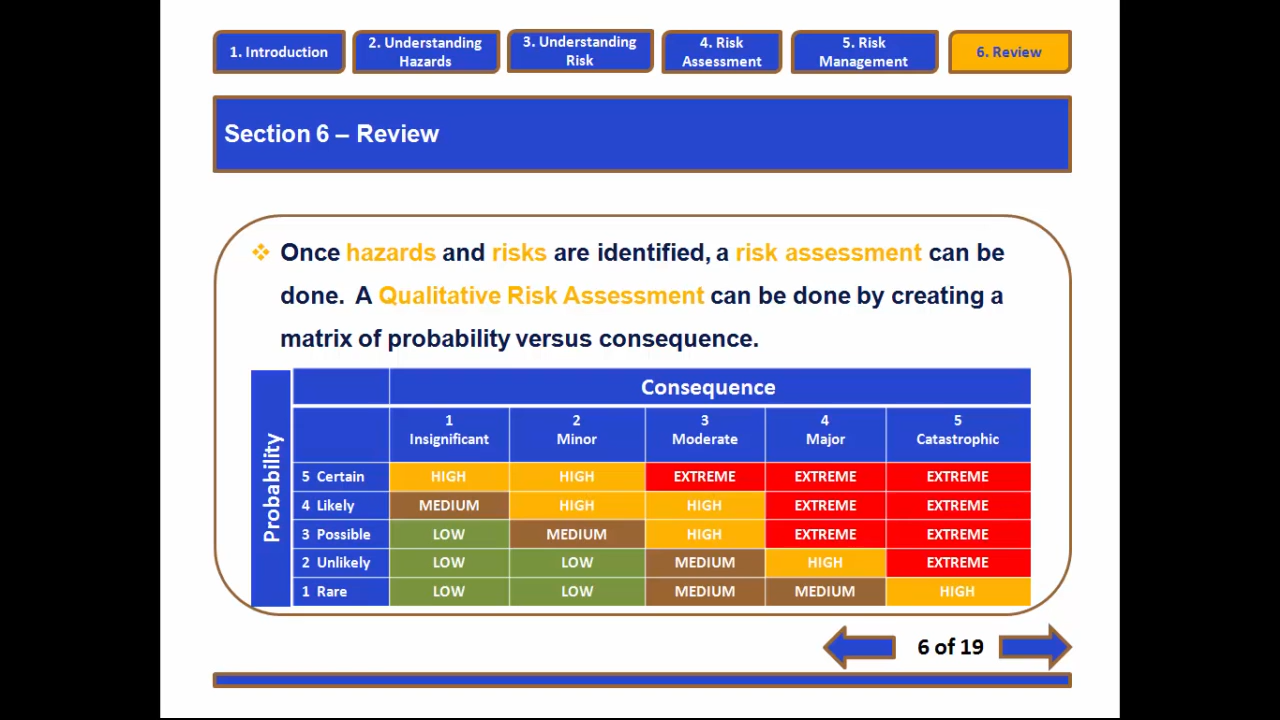 1. Introduction
2. Understanding
Hazards
3. Understanding
Risk
4. Risk
Assessment
5. Risk
Management
6. Review
Section 6 – Review
Once hazards and risks are identified, a risk assessment can be
done. A Qualitative Risk Assessment can be done by creating a
matrix of probability versus consequence.
Probability
Consequence
1 2 3 4 5
Insignificant Minor Moderate Major Catastrophic
5 Certain HIGH HIGH EXTREME EXTREME EXTREME
4 Likely MEDIUM HIGH HIGH EXTREME EXTREME
3 Possible LOW MEDIUM HIGH EXTREME EXTREME
2 Unlikely LOW LOW MEDIUM HIGH EXTREME
1 Rare LOW LOW MEDIUM MEDIUM HIGH
6 of 19